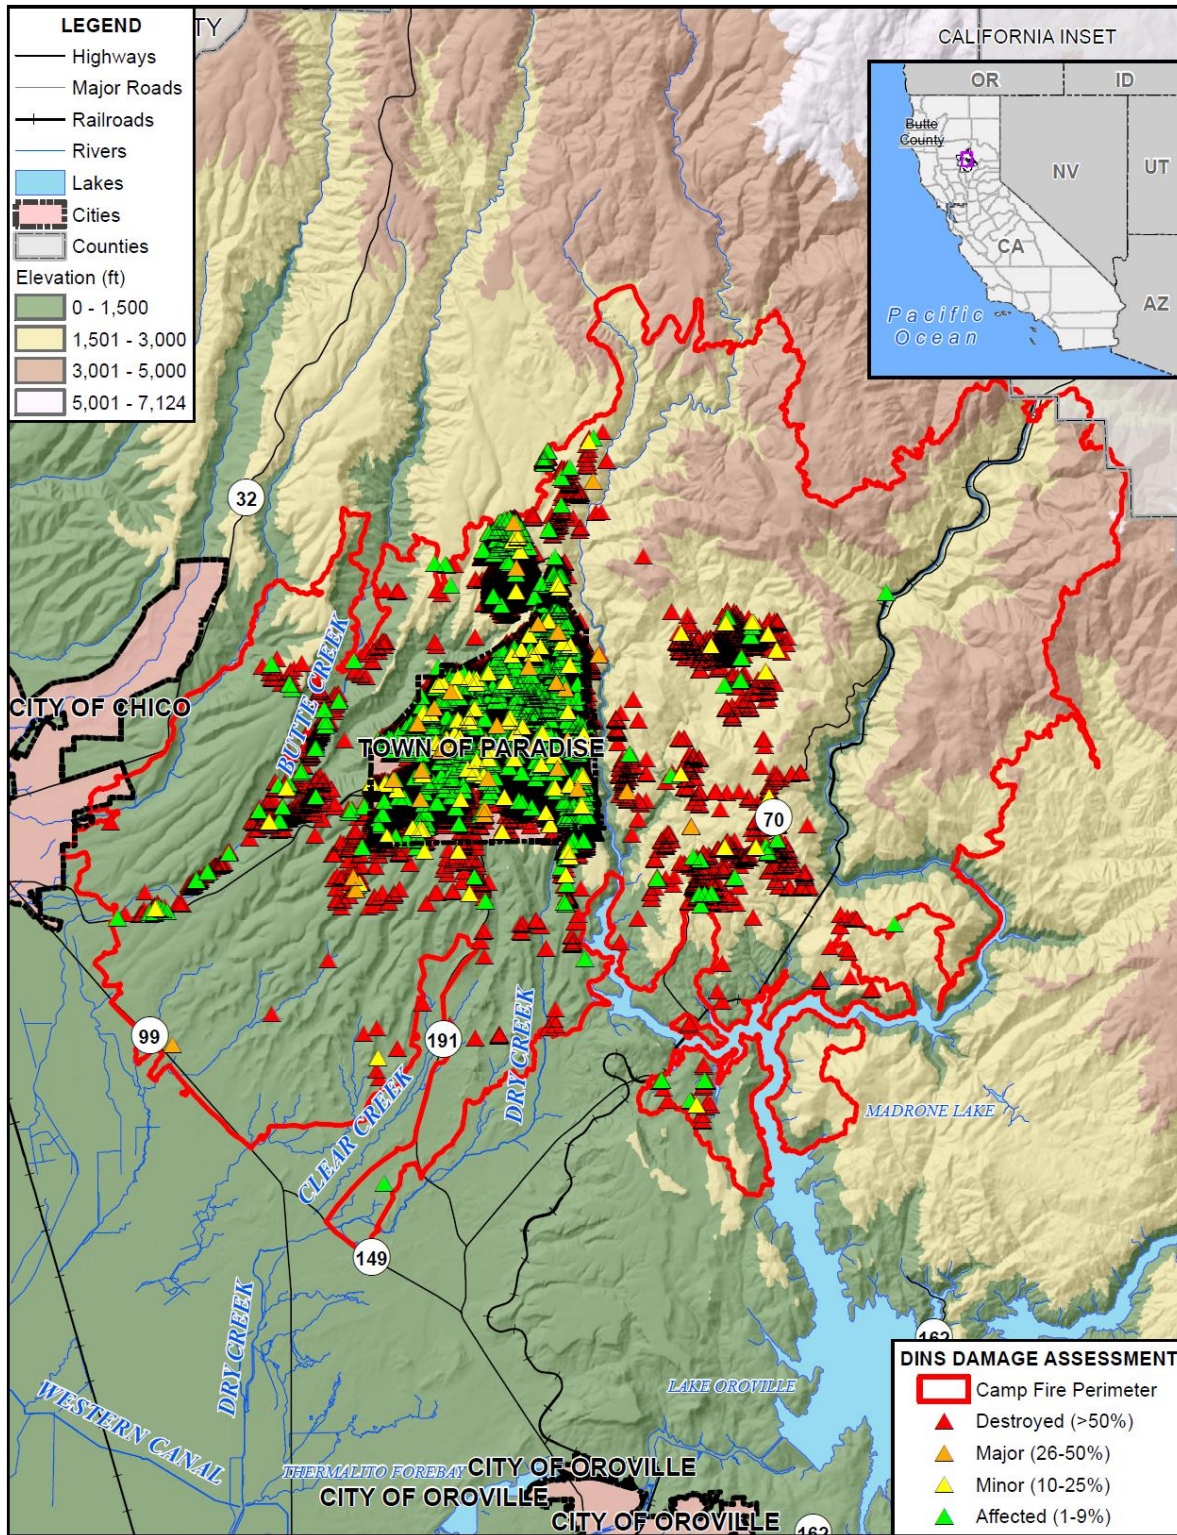 LEGEND
Highways
Major Roads
Railroads
Rivers
Lakes
Cities
Counties
Elevation (ft)
0 - 1,500
1,501 - 3,000
3,001 - 5,000
5,001 - 7,124
TY
CALIFORNIA INSET
OR
ID
Butte
County
NV
UT
CA
AZ
Pacific
Ocean
32
CITY OF CHICO
BUTTE CREEK
TOWN OF PARADISE
70
99
191
CLEAR CREEK
DRY CREEK
MADRONE LAKE
149
DRY CREEK
WESTERN CANAL
LAKE OROVILLE
162
THERMALITO FOREBAY
CITY OF OROVILLE
CITY OF OROVILLE
CITY OF OROVILLE
162
DINS DAMAGE ASSESSMENT
Camp Fire Perimeter
Destroyed (>50%)
Major (26-50%)
Minor (10-25%)
Affected (1-9%)